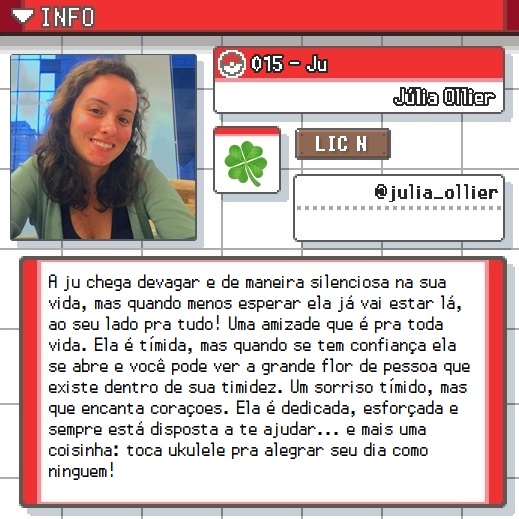 INFO
015 - Ju
Júlia Ollier
LIC N
@julia_ollier
A ju chega devagar e de maneira silenciosa na sua
vida, mas quando menos esperar ela já vai estar lá,
ao seu lado pra tudo! Uma amizade que é pra toda
vida. Ela é tímida, mas quando se tem confiança ela
se abre e você pode ver a grande flor de pessoa que
existe dentro de sua timidez. Um sorriso tímido, mas
que encanta coraçoes. Ela é dedicada, esforçada e
sempre está disposta a te ajudar... e mais uma
coisinha: toca ukulele pra alegrar seu dia como
ninguem!